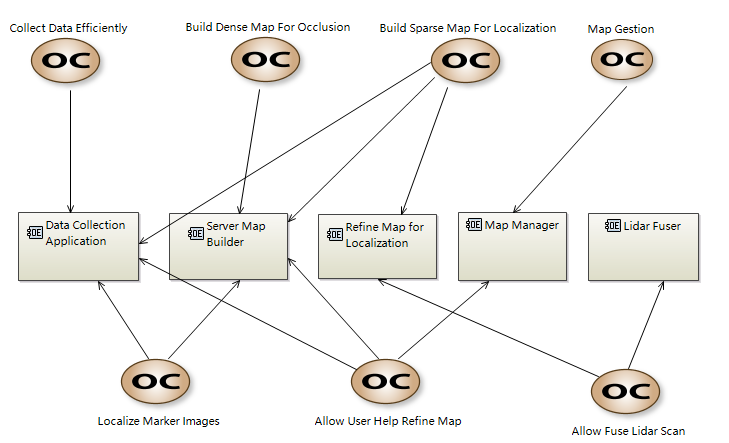 Collect Data Efficiently
Build Dense Map For Occlusion
Build Sparse Map For Localization
Map Gestion
OC
OC
OC
OC
OE Data Collection
Application
OE Server Map
Builder
OE Refine Map for
Localization
OE Map Manager
OE Lidar Fuser
OC
OC
OC
Localize Marker Images
Allow User Help Refine Map
Allow Fuse Lidar Scan